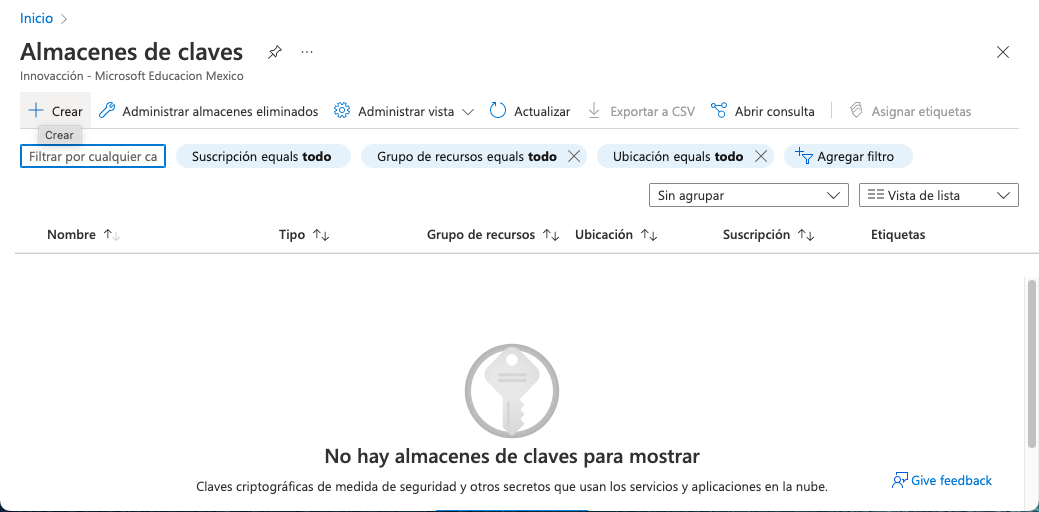 Inicio
Almacenes de claves
Innovacción - Microsoft Educacion Mexico
Crear Administrar almacenes eliminados Administrar vista Actualizar Exportar a CSV Abrir consulta Asignar etiquetas
Crear
Filtrar por cualquier ca Suscripción equals todo Grupo de recursos equals todo Ubicación equals todo Agregar filtro
Sin agrupar Vista de lista
Nombre Tipo Grupo de recursos Ubicación Suscripción Etiquetas
No hay almacenes de claves para mostrar
Claves criptográficas de medida de seguridad y otros secretos que usan los servicios y aplicaciones en la nube.
Give feedback